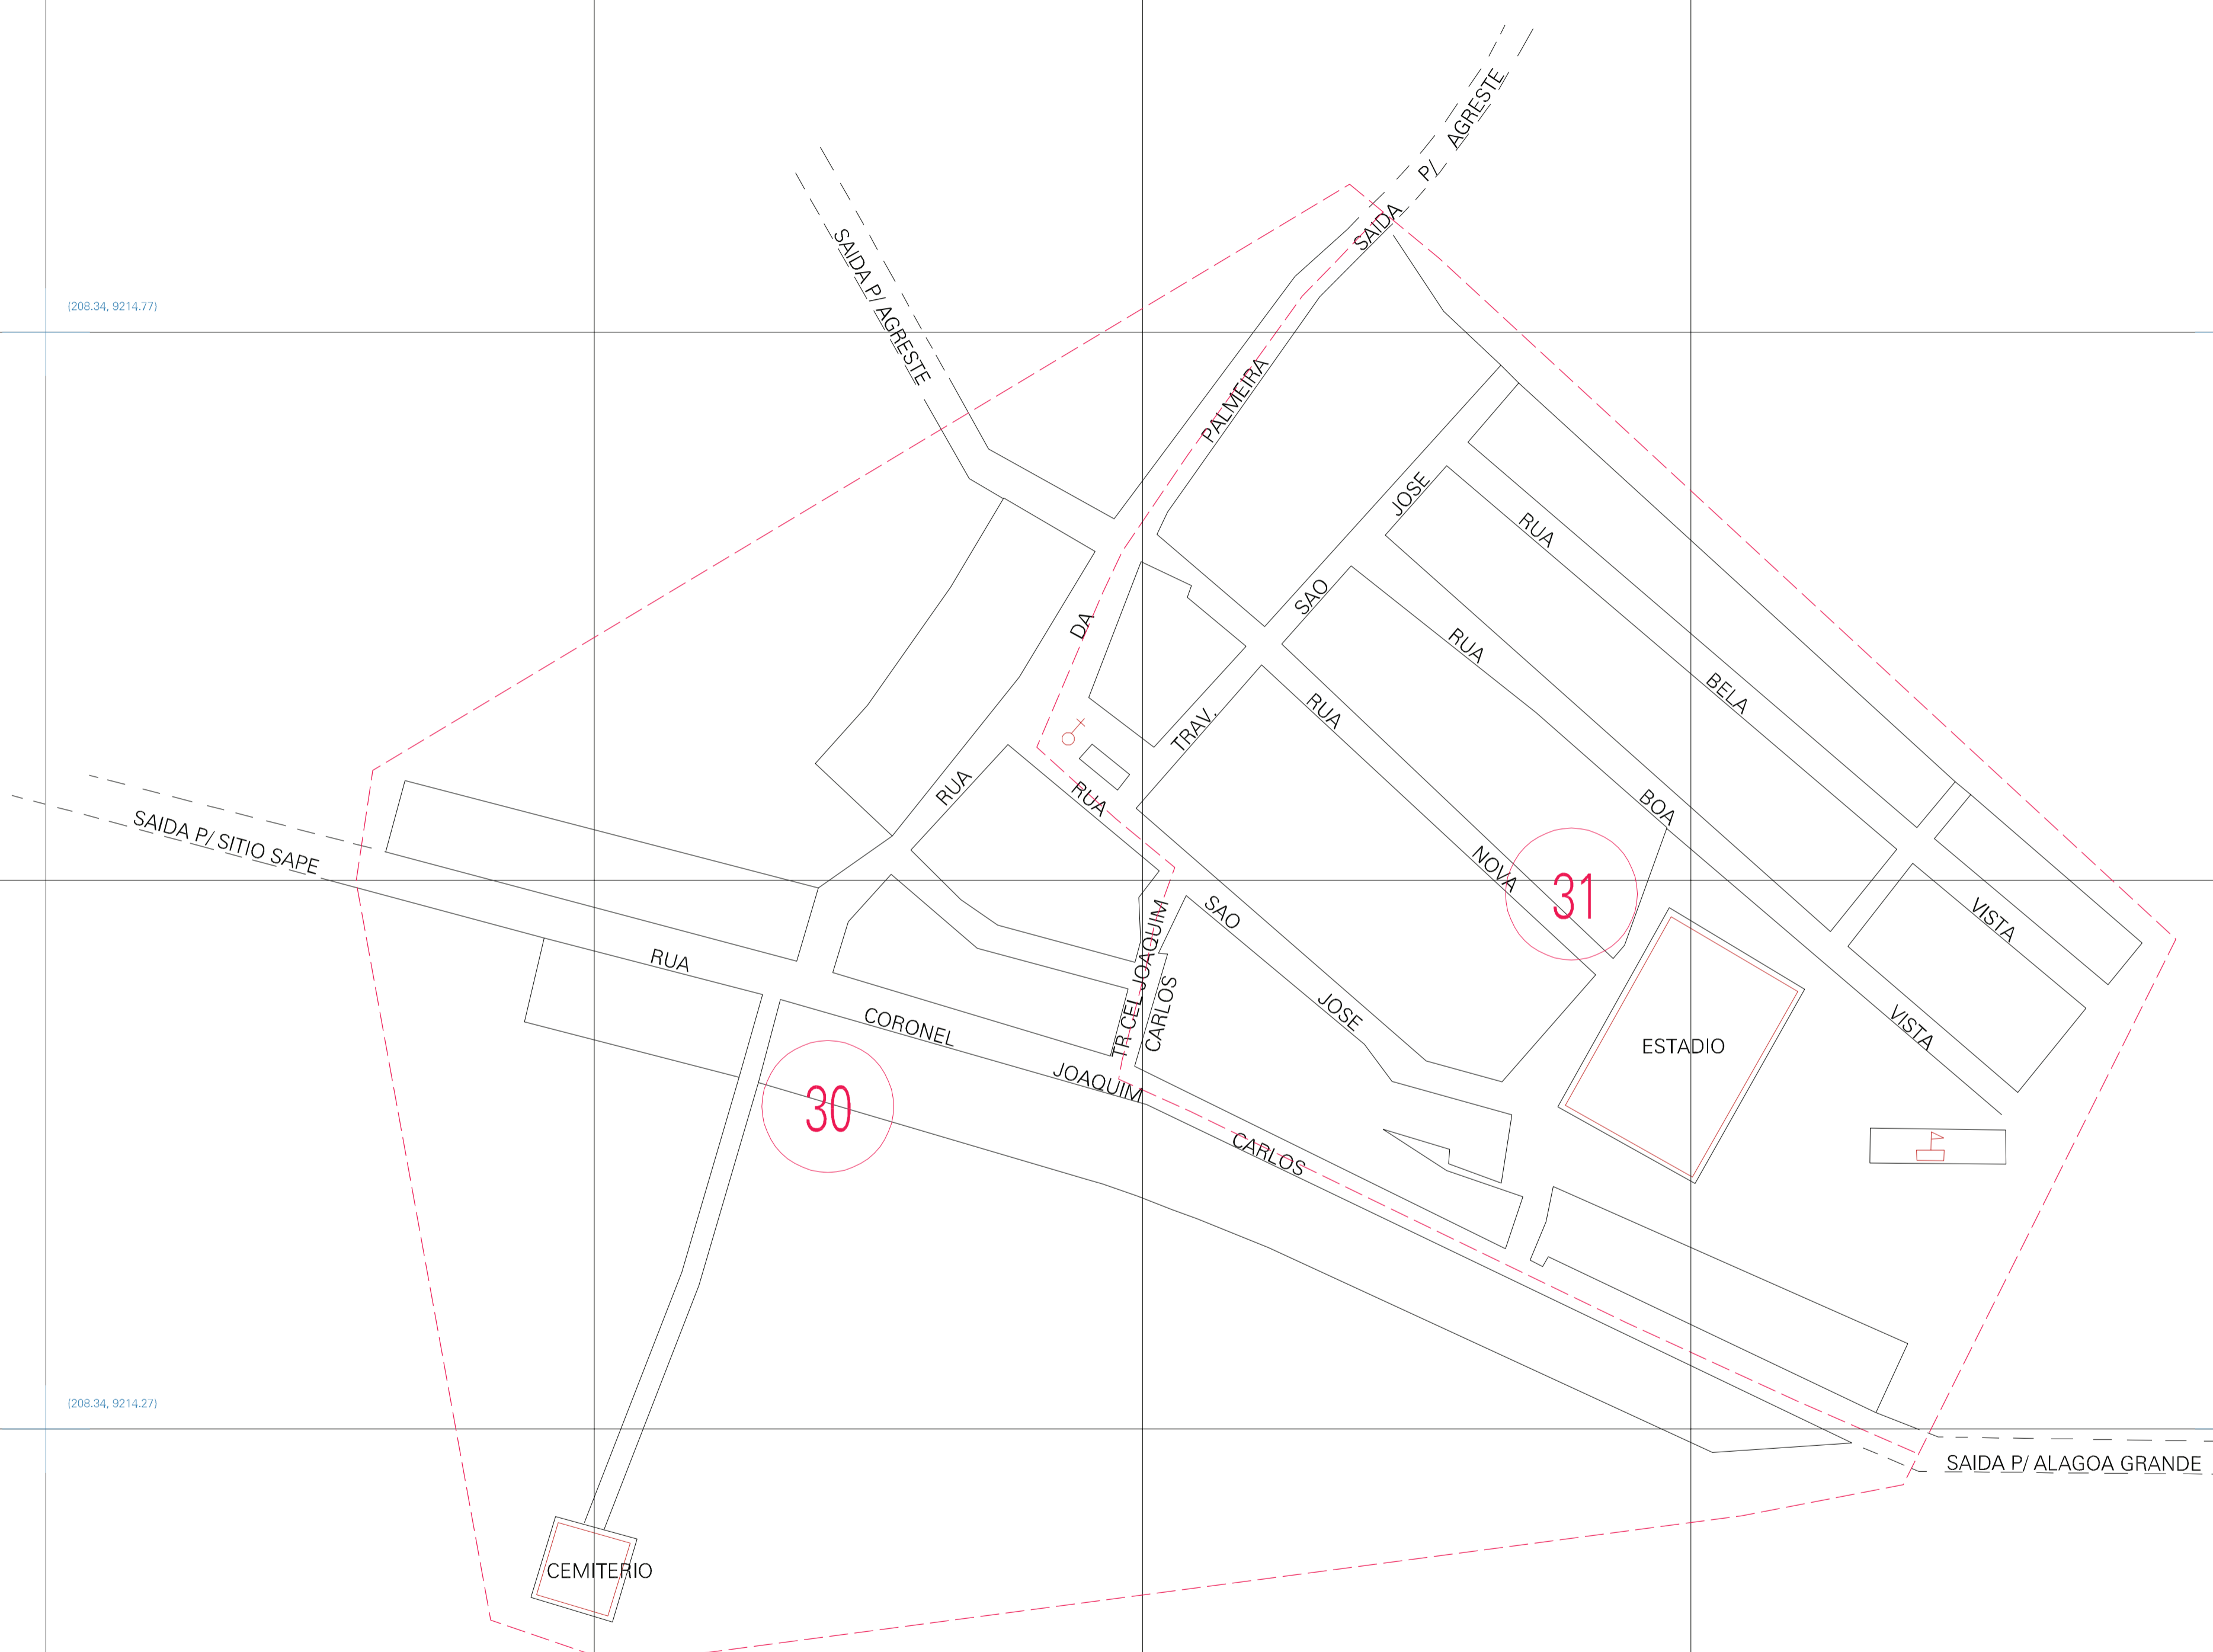 SAIDA P/ AGRESTE
SAIDA P/ AGRESTE
(208.34, 9214.77)
RUA DA PALMEIRA
TRAV. SAO JOSE
RUA BELA VISTA
RUA BOA VISTA
RUA NOVA
RUA SAO JOSE
SAIDA P/ SITIO SAPE
TR CEL JOAQUIM
CARLOS
RUA CORONEL JOAQUIM CARLOS
31
30
ESTADIO
(208.34, 9214.27)
SAIDA P/ ALAGOA GRANDE
CEMITERIO